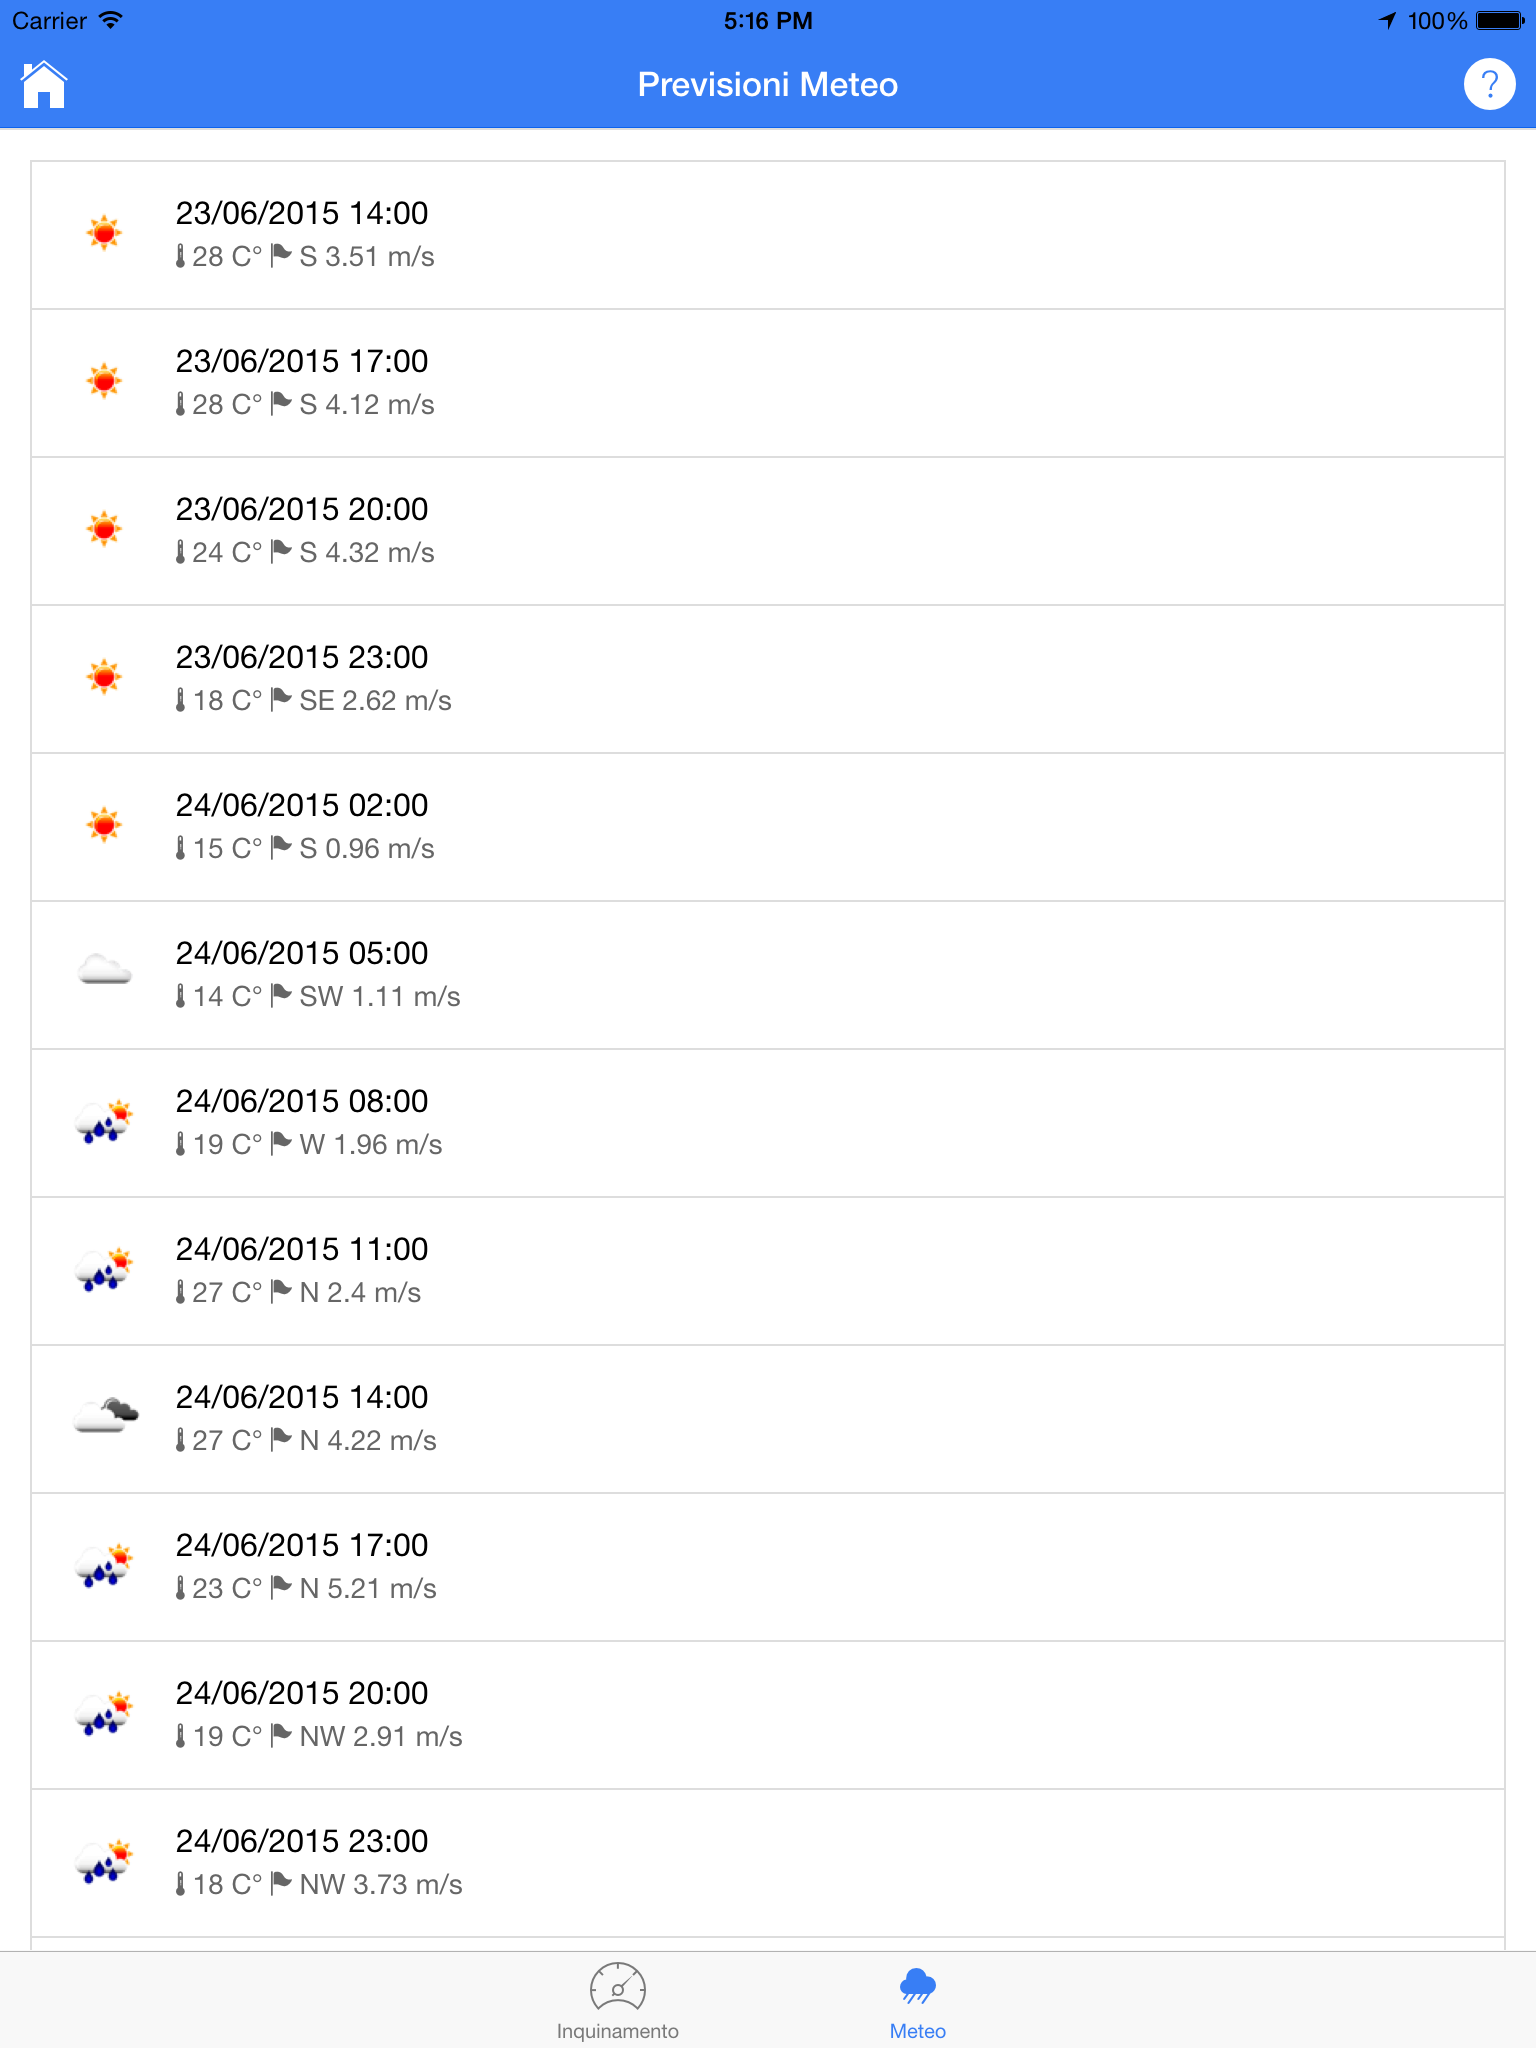 Carrier 5:16 PM 100%
Previsioni Meteo ?
23/06/2015 14:00
28 C° S 3.51 m/s
23/06/2015 17:00
28 C° S 4.12 m/s
23/06/2015 20:00
24 C° S 4.32 m/s
23/06/2015 23:00
18 C° SE 2.62 m/s
24/06/2015 02:00
15 C° S 0.96 m/s
24/06/2015 05:00
14 C° SW 1.11 m/s
24/06/2015 08:00
19 C° W 1.96 m/s
24/06/2015 11:00
27 C° N 2.4 m/s
24/06/2015 14:00
27 C° N 4.22 m/s
24/06/2015 17:00
23 C° N 5.21 m/s
24/06/2015 20:00
19 C° NW 2.91 m/s
24/06/2015 23:00
18 C° NW 3.73 m/s
Inquinamento Meteo